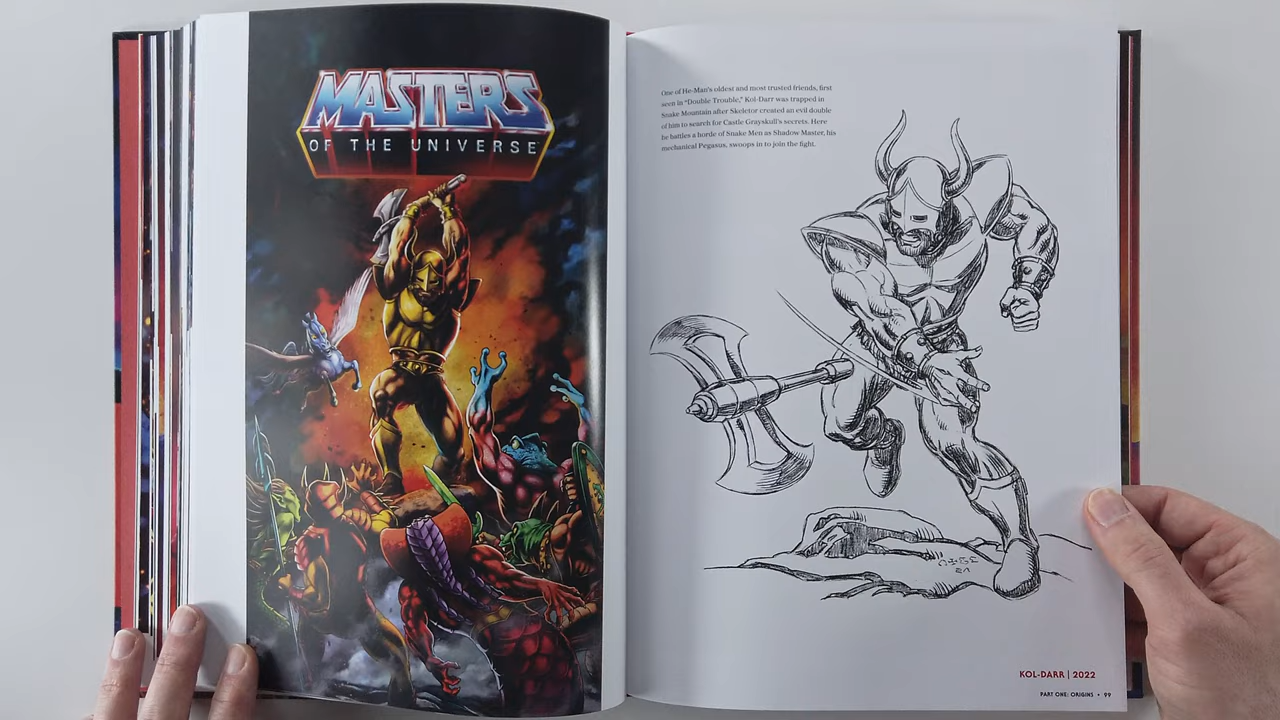 MASTERS
OF THE UNIVERSE
One of He-Man's oldest and most trusted friends, first
seen in "Double Trouble," Kol-Darr was trapped in
Snake Mountain after Skeletor created an evil double
of him to search for Castle Grayskull's secrets. Here
he battles a horde of Snake Men as Shadow Master, his
mechanical Pegasus, swoops in to join the fight.
KOL-DARR | 2022
PART ONE: ORIGINS • 99